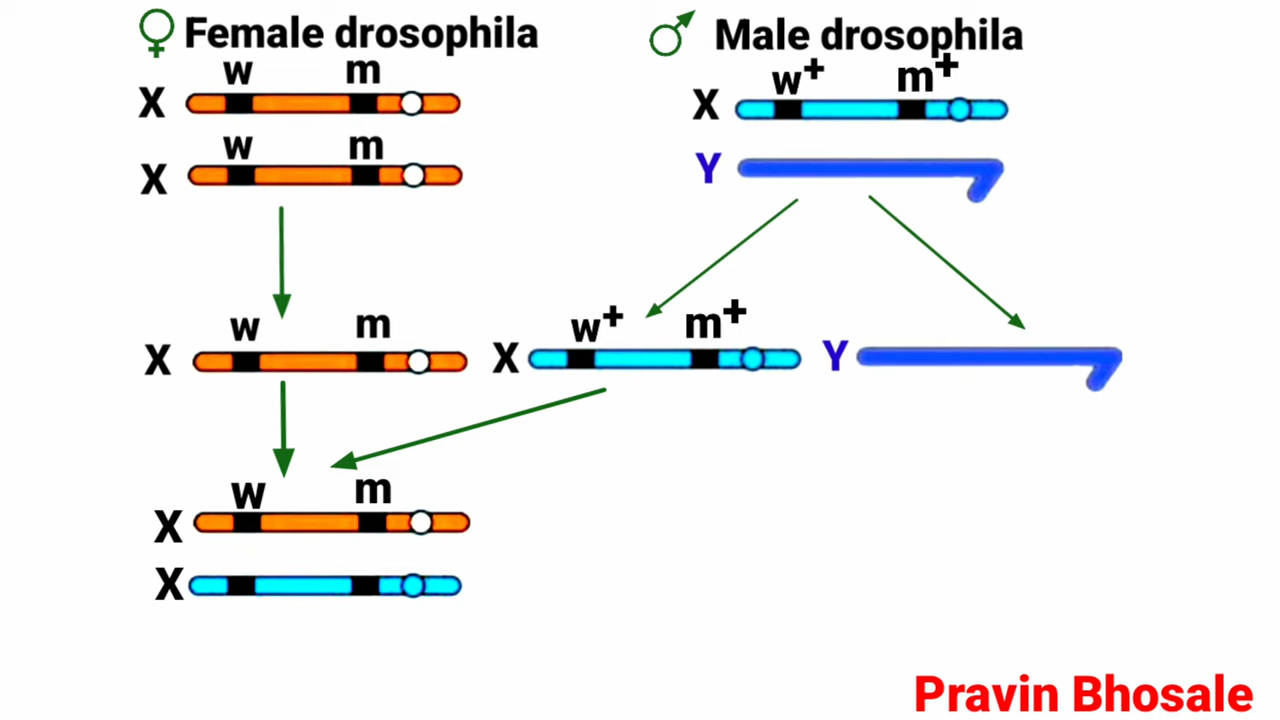 ♀ Female drosophila
♂ Male drosophila
w m
X
w m
X
w+ m+
X
Y
w m
X
w+ m+
X
Y
w m
X
X
Pravin Bhosale